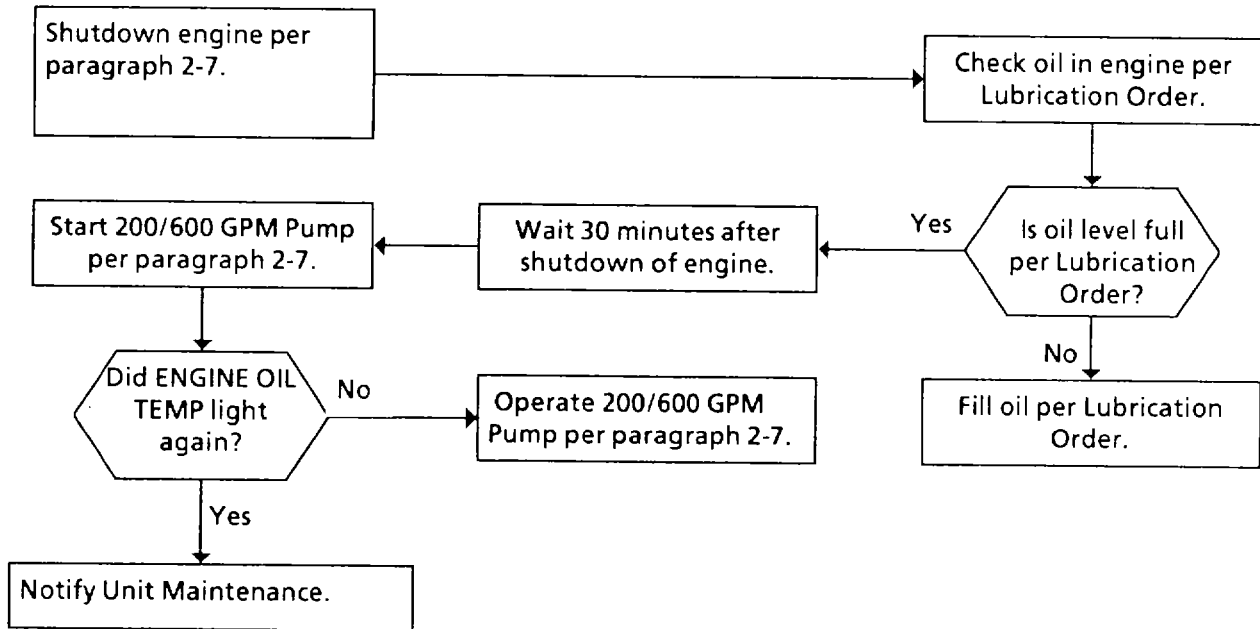 Shutdown engine per
paragraph 2-7.
Check oil in engine per
Lubrication Order.
Is oil level full
per Lubrication
Order?
Yes
Wait 30 minutes after
shutdown of engine.
Start 200/600 GPM Pump
per paragraph 2-7.
No
Fill oil per Lubrication
Order.
Did ENGINE OIL
TEMP light
again?
No
Operate 200/600 GPM
Pump per paragraph 2-7.
Yes
Notify Unit Maintenance.